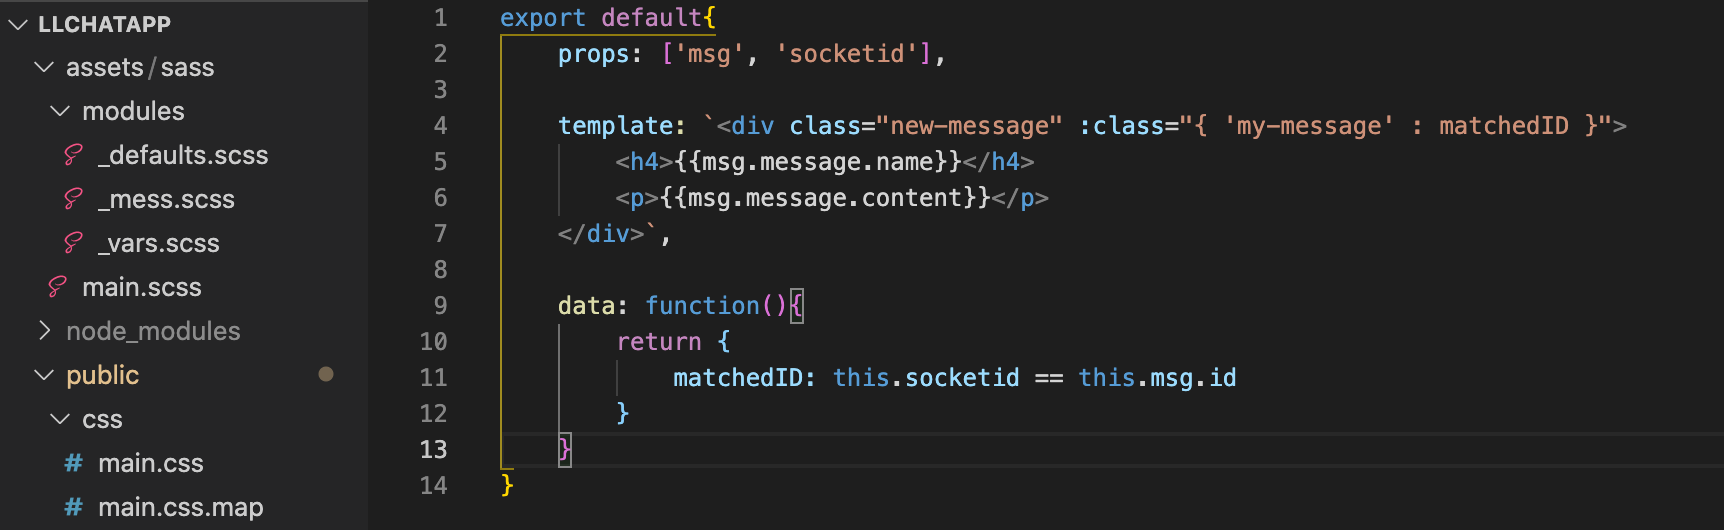 LLCHATAPP
assets/sass
modules
_defaults.scss
_mess.scss
_vars.scss
main.scss
node_modules
public
css
# main.css
# main.css.map
1 export default{
2     props: ['msg', 'socketid'],
3
4     template: `<div class="new-message" :class="{ 'my-message' : matchedID }">
5         <h4>{{msg.message.name}}</h4>
6         <p>{{msg.message.content}}</p>
7     </div>`,
8
9     data: function(){
10         return {
11             matchedID: this.socketid == this.msg.id
12         }
13     }
14 }